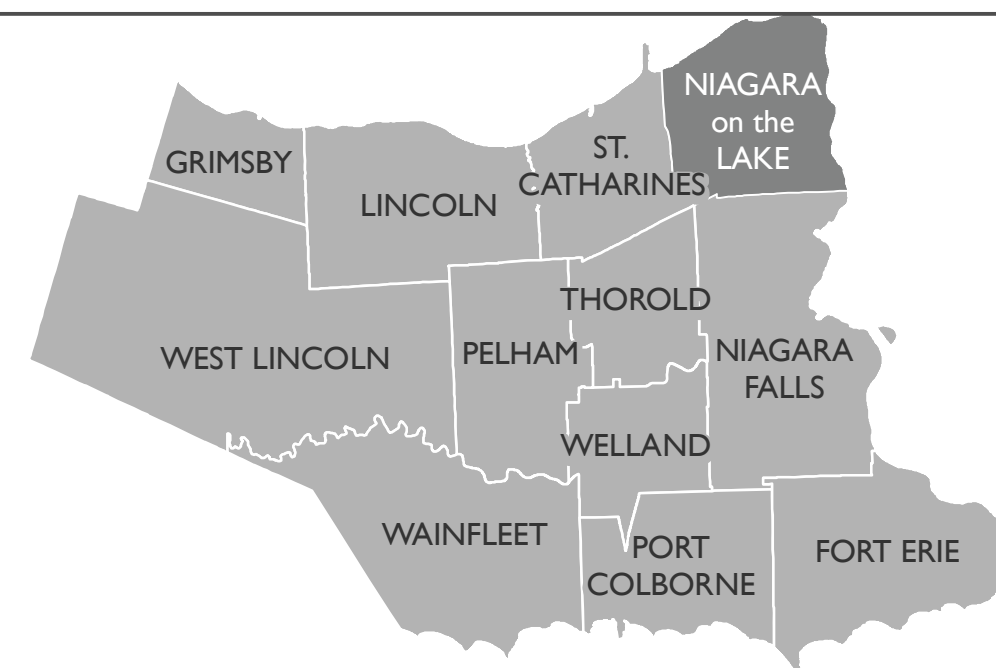 NIAGARA
on the
LAKE
GRIMSBY
ST.
CATHARINES
LINCOLN
THOROLD
WEST LINCOLN
PELHAM
NIAGARA
FALLS
WELLAND
WAINFLEET
PORT
COLBORNE
FORT ERIE